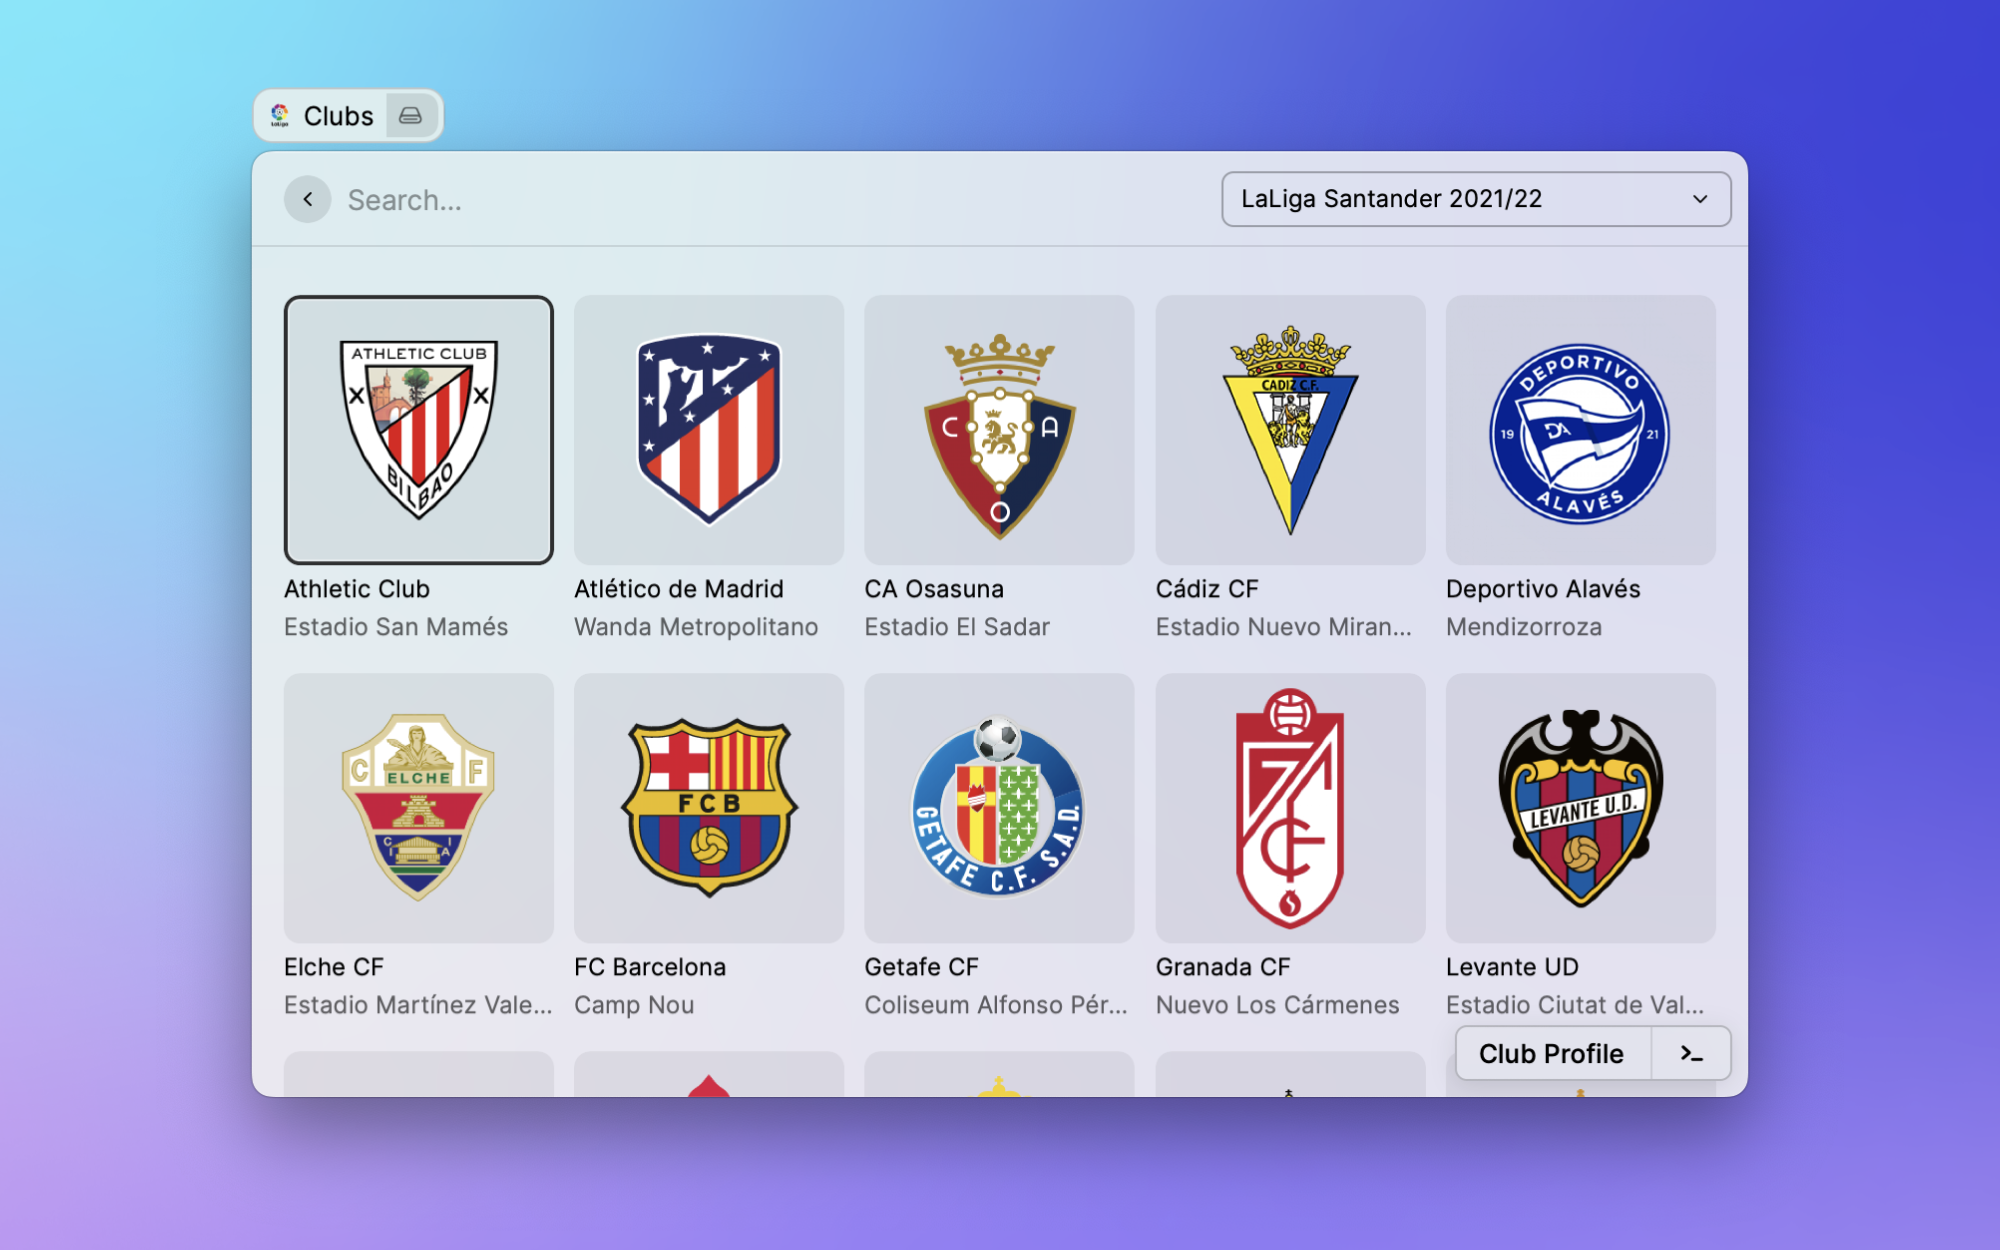 Clubs
Search...
LaLiga Santander 2021/22
ATHLETIC CLUB
BILBAO
C A
O
CADIZ C.F.
DEPORTIVO
19 DA 21
ALAVÉS
Athletic Club
Estadio San Mamés
Atlético de Madrid
Wanda Metropolitano
CA Osasuna
Estadio El Sadar
Cádiz CF
Estadio Nuevo Miran...
Deportivo Alavés
Mendizorroza
C F
ELCHE
C I A
FCB
GETAFE C.F. S.A.D.
LEVANTE U.D.
Elche CF
Estadio Martínez Vale...
FC Barcelona
Camp Nou
Getafe CF
Coliseum Alfonso Pér...
Granada CF
Nuevo Los Cármenes
Levante UD
Estadio Ciutat de Val...
Club Profile